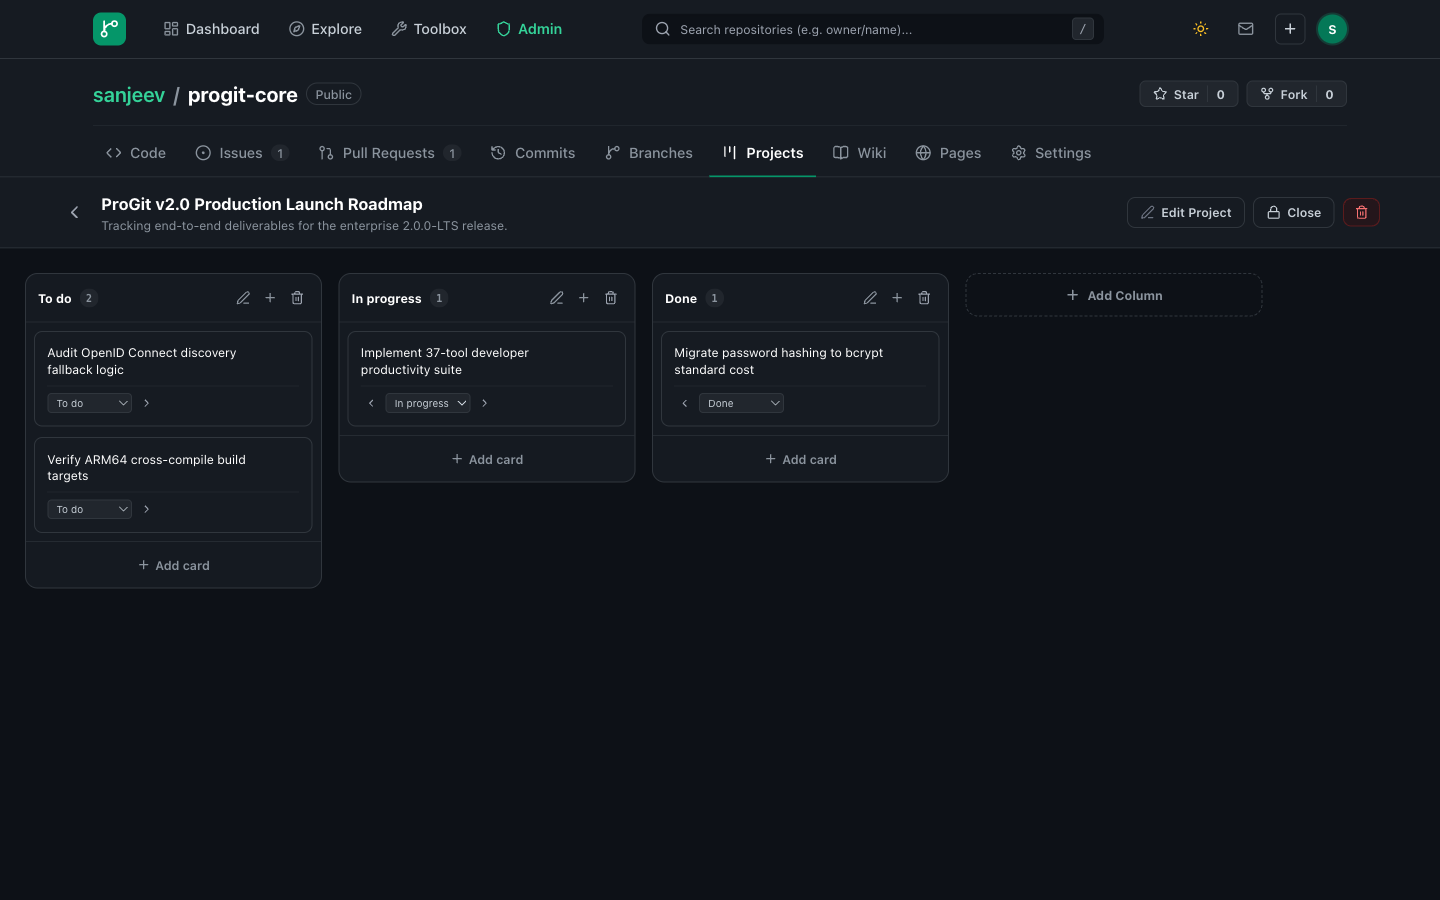 Dashboard Explore Toolbox Admin Search repositories (e.g. owner/name)... / S
sanjeev / progit-core Public Star 0 Fork 0
Code Issues 1 Pull Requests 1 Commits Branches Projects Wiki Pages Settings
ProGit v2.0 Production Launch Roadmap
Tracking end-to-end deliverables for the enterprise 2.0.0-LTS release.
Edit Project Close
To do 2
Audit OpenID Connect discovery
fallback logic
To do
Verify ARM64 cross-compile build
targets
To do
+ Add card
In progress 1
Implement 37-tool developer
productivity suite
In progress
+ Add card
Done 1
Migrate password hashing to bcrypt
standard cost
Done
+ Add card
+ Add Column